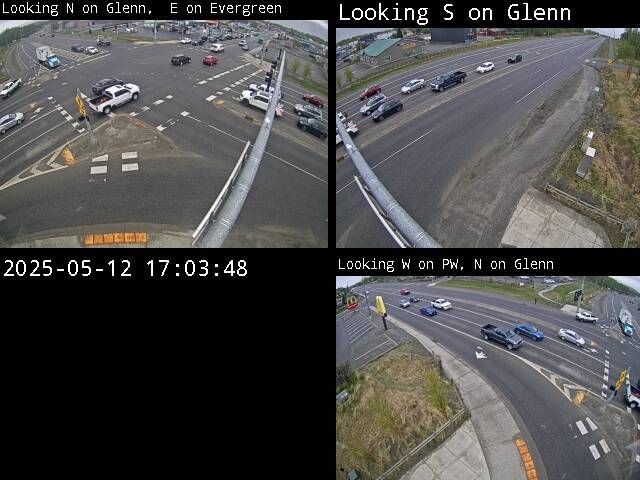 Looking N on Glenn,  E on Evergreen
Looking S on Glenn
2025-05-12 17:03:48
Looking W on PW, N on Glenn